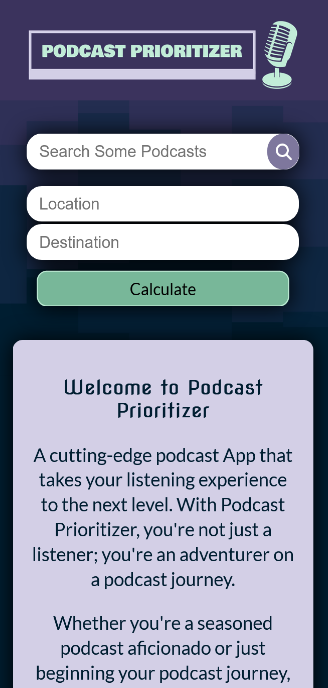 PODCAST PRIORITIZER
Search Some Podcasts
Location
Destination
Calculate
Welcome to Podcast
Prioritizer
A cutting-edge podcast App that
takes your listening experience
to the next level. With Podcast
Prioritizer, you're not just a
listener; you're an adventurer on
a podcast journey.
Whether you're a seasoned
podcast aficionado or just
beginning your podcast journey,